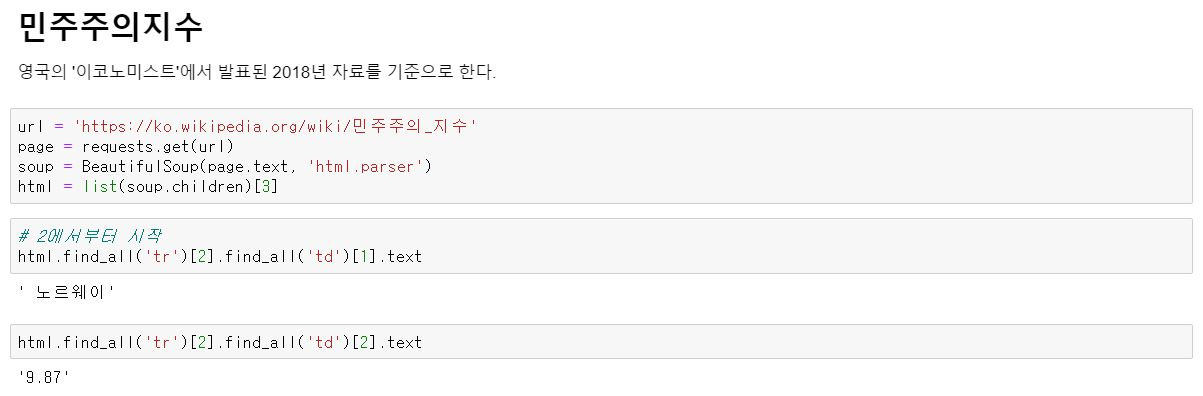 민주주의지수
영국의 '이코노미스트'에서 발표된 2018년 자료를 기준으로 한다.
url = 'https://ko.wikipedia.org/wiki/민주주의_지수'
page = requests.get(url)
soup = BeautifulSoup(page.text, 'html.parser')
html = list(soup.children)[3]
# 2에서부터 시작
html.find_all('tr')[2].find_all('td')[1].text
' 노르웨이'
html.find_all('tr')[2].find_all('td')[2].text
'9.87'